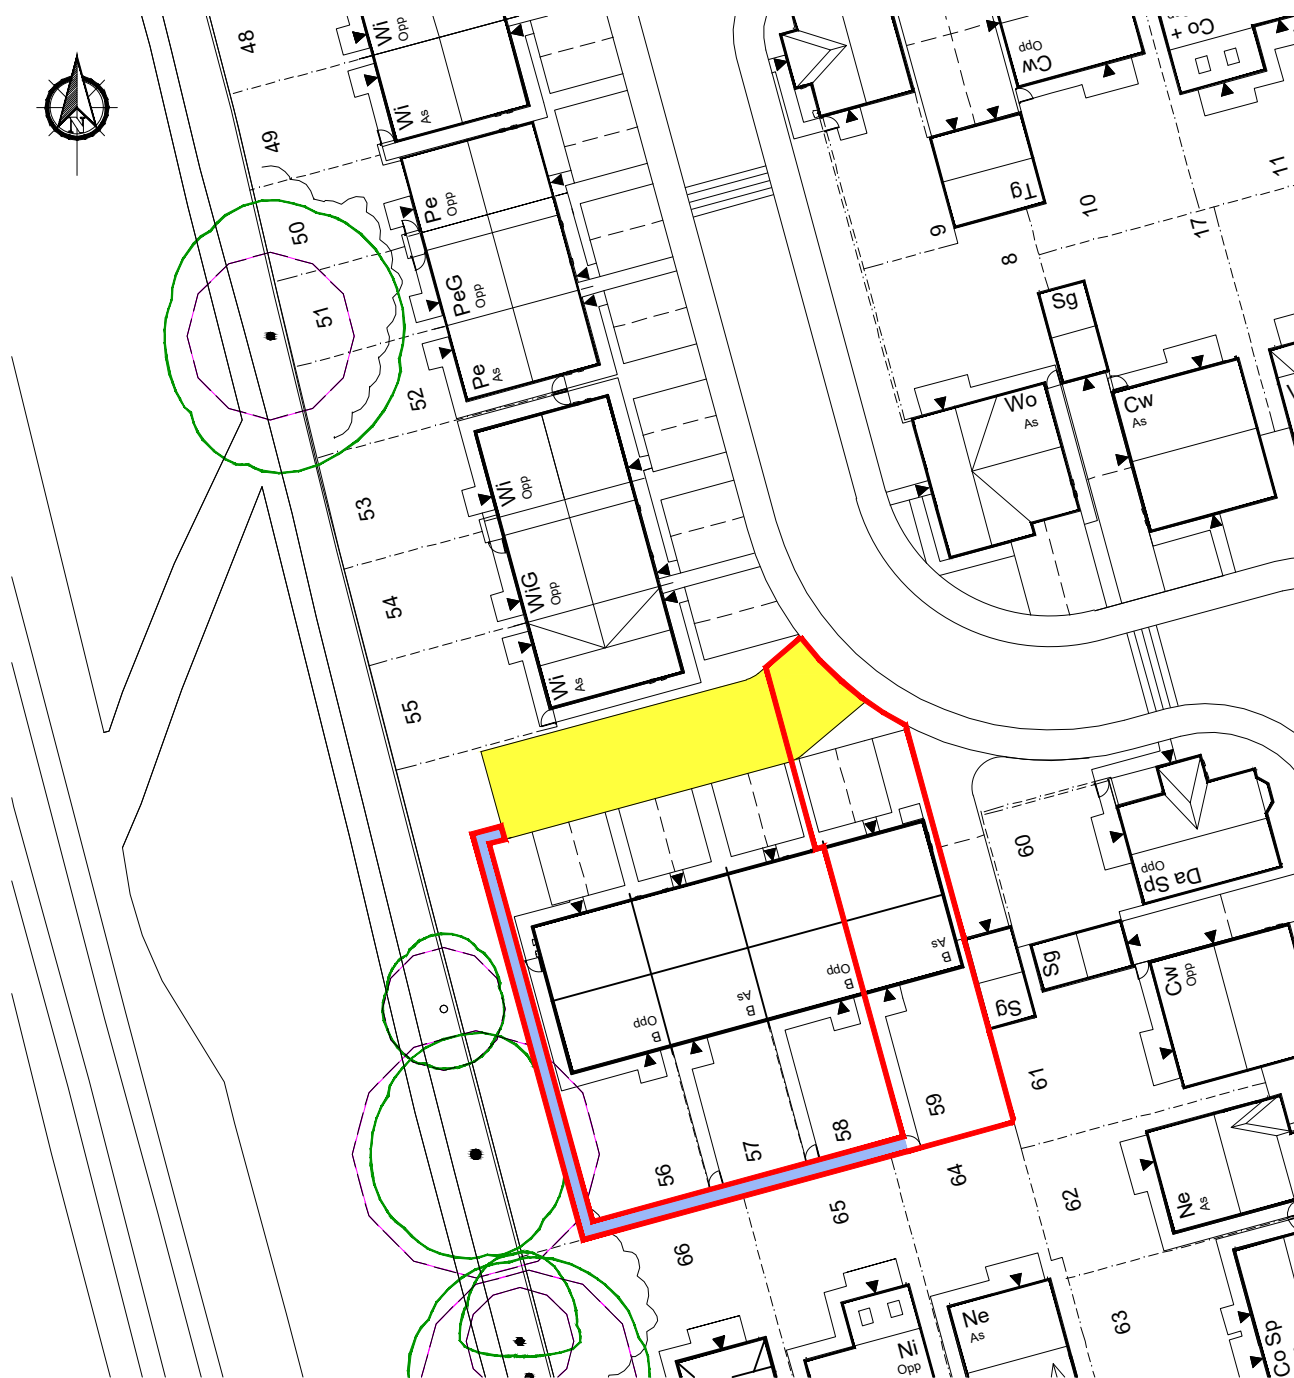 48
Wi
Opp
Wi
As
49
50
51
52
53
54
55
N
Pe
Opp
PeG
Opp
Pe
As
Wi
Opp
WiG
Opp
Wi
As
Cw
Opp
Co +
Tg
9
8
10
11
17
Sg
Wo
As
Cw
As
60
Da Sp
Opp
Sg
Sg
Cw
Opp
B
Opp
B
As
B
Opp
B
As
56
57
58
59
61
62
63
64
65
66
Ne
As
Ne
As
Ni
Opp
Co Sp